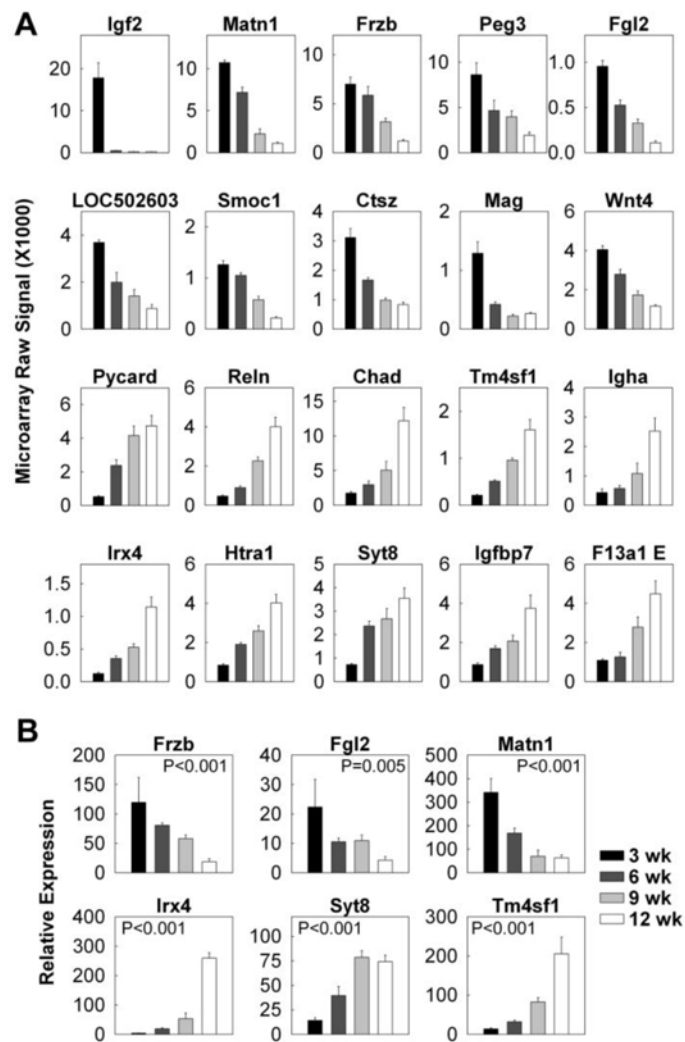 A
Igf2 Matn1 Frzb Peg3 Fgl2
20 10 10 10 1.0
10 5 5 5 0.5
0 0 0 0 0.0
LOC502603 Smoc1 Ctsz Mag Wnt4
4 3 4 2 6
2 2 3 1 4
0 1 2 0 2
0 1 0
0
Microarray Raw Signal (X1000)
Pycard Reln Chad Tm4sf1 Igha
6 6 15 2 4
4 4 10 1 3
2 2 5 0 2
0 0 0 1
0
Irx4 Htra1 Syt8 Igfbp7 F13a1 E
1.5 6 5 6 6
1.0 4 4 4 4
0.5 2 3 2 2
0.0 0 2 0 0
1
0
B
Frzb Fgl2 Matn1
P<0.001 P=0.005 P<0.001
200 40 500
150 30 400
100 20 300
50 10 200
0 0 100
0
Relative Expression
3 wk
6 wk
9 wk
12 wk
Irx4 Syt8 Tm4sf1
P<0.001 P<0.001 P<0.001
400 100 300
300 75 200
200 50 100
100 25 0
0 0